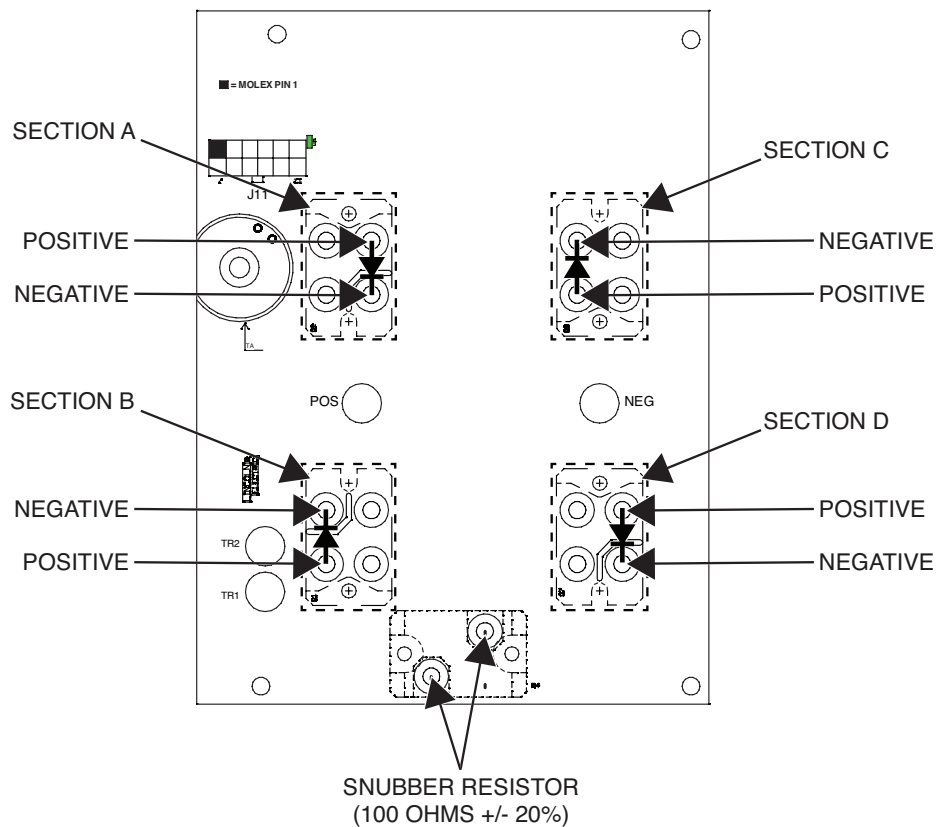 = MOLEX PIN 1
SECTION A
SECTION C
J11
POSITIVE
NEGATIVE
NEGATIVE
POSITIVE
TA
SECTION B
POS
NEG
SECTION D
NEGATIVE
POSITIVE
TR2
POSITIVE
NEGATIVE
TR1
SNUBBER RESISTOR
(100 OHMS +/- 20%)